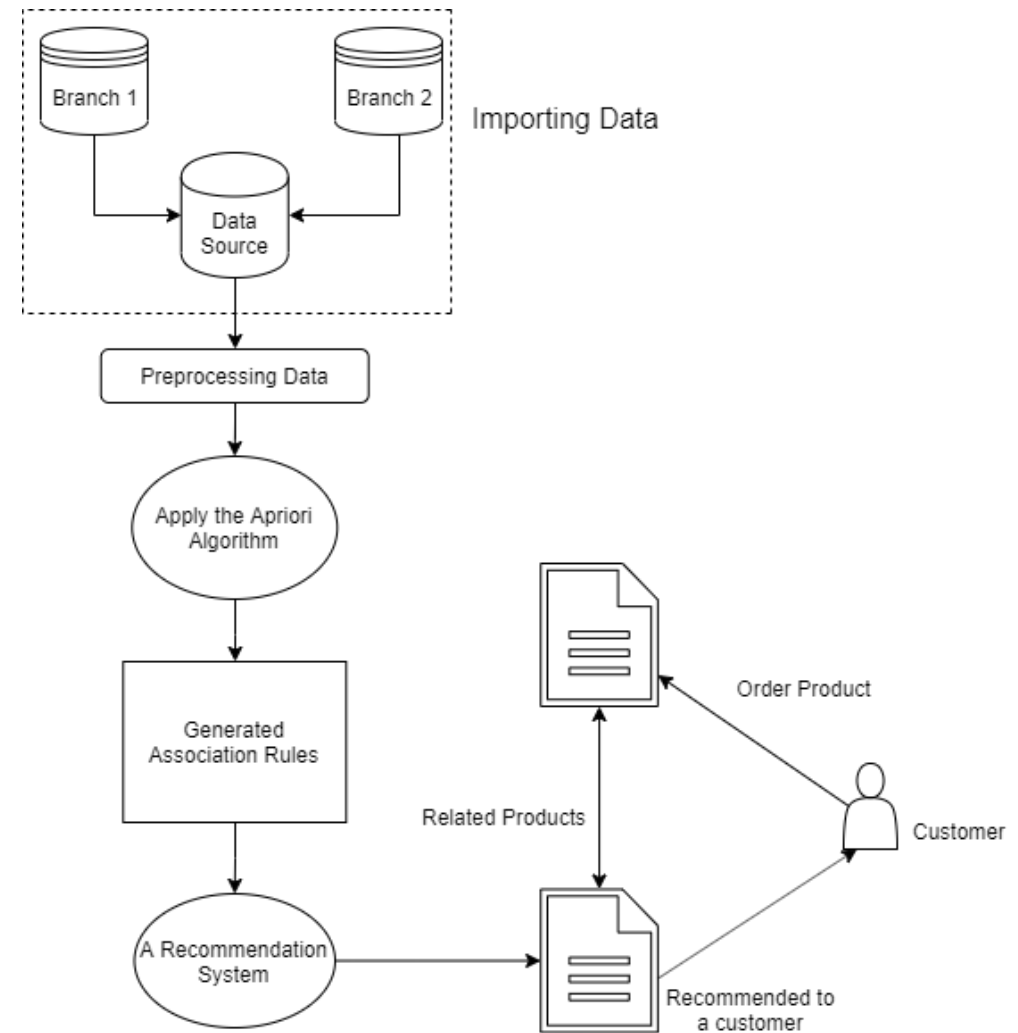 Branch 1
Branch 2
Importing Data
Data
Source
Preprocessing Data
Apply the Apriori
Algorithm
Generated
Association Rules
A Recommendation
System
Order Product
Related Products
Customer
Recommended to
a customer